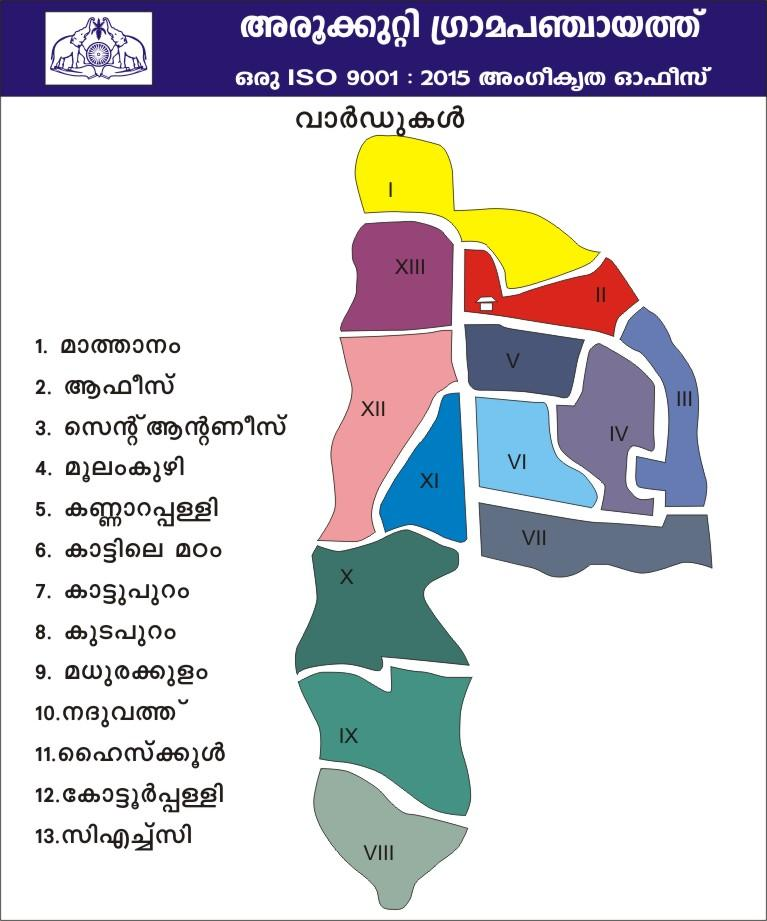 അരൂക്കുറ്റി ഗ്രാമപഞ്ചായത്ത്
ഒരു ISO 9001 : 2015 അംഗീകൃത ഓഫീസ്
വാർഡുകൾ
I
XIII
II
V
III
XII
IV
VI
XI
VII
X
IX
VIII
1. മാത്താനം
2. ആഫീസ്
3. സെന്റ് ആന്റണീസ്
4. മൂലംകുഴി
5. കണ്ണാറപ്പള്ളി
6. കാട്ടിലെ മഠം
7. കാട്ടുപുറം
8. കുടപുറം
9. മധുരക്കുളം
10.നദുവത്ത്
11.ഹൈസ്ക്കൂൾ
12.കോട്ടൂർപ്പള്ളി
13.സിഎച്ച്സി